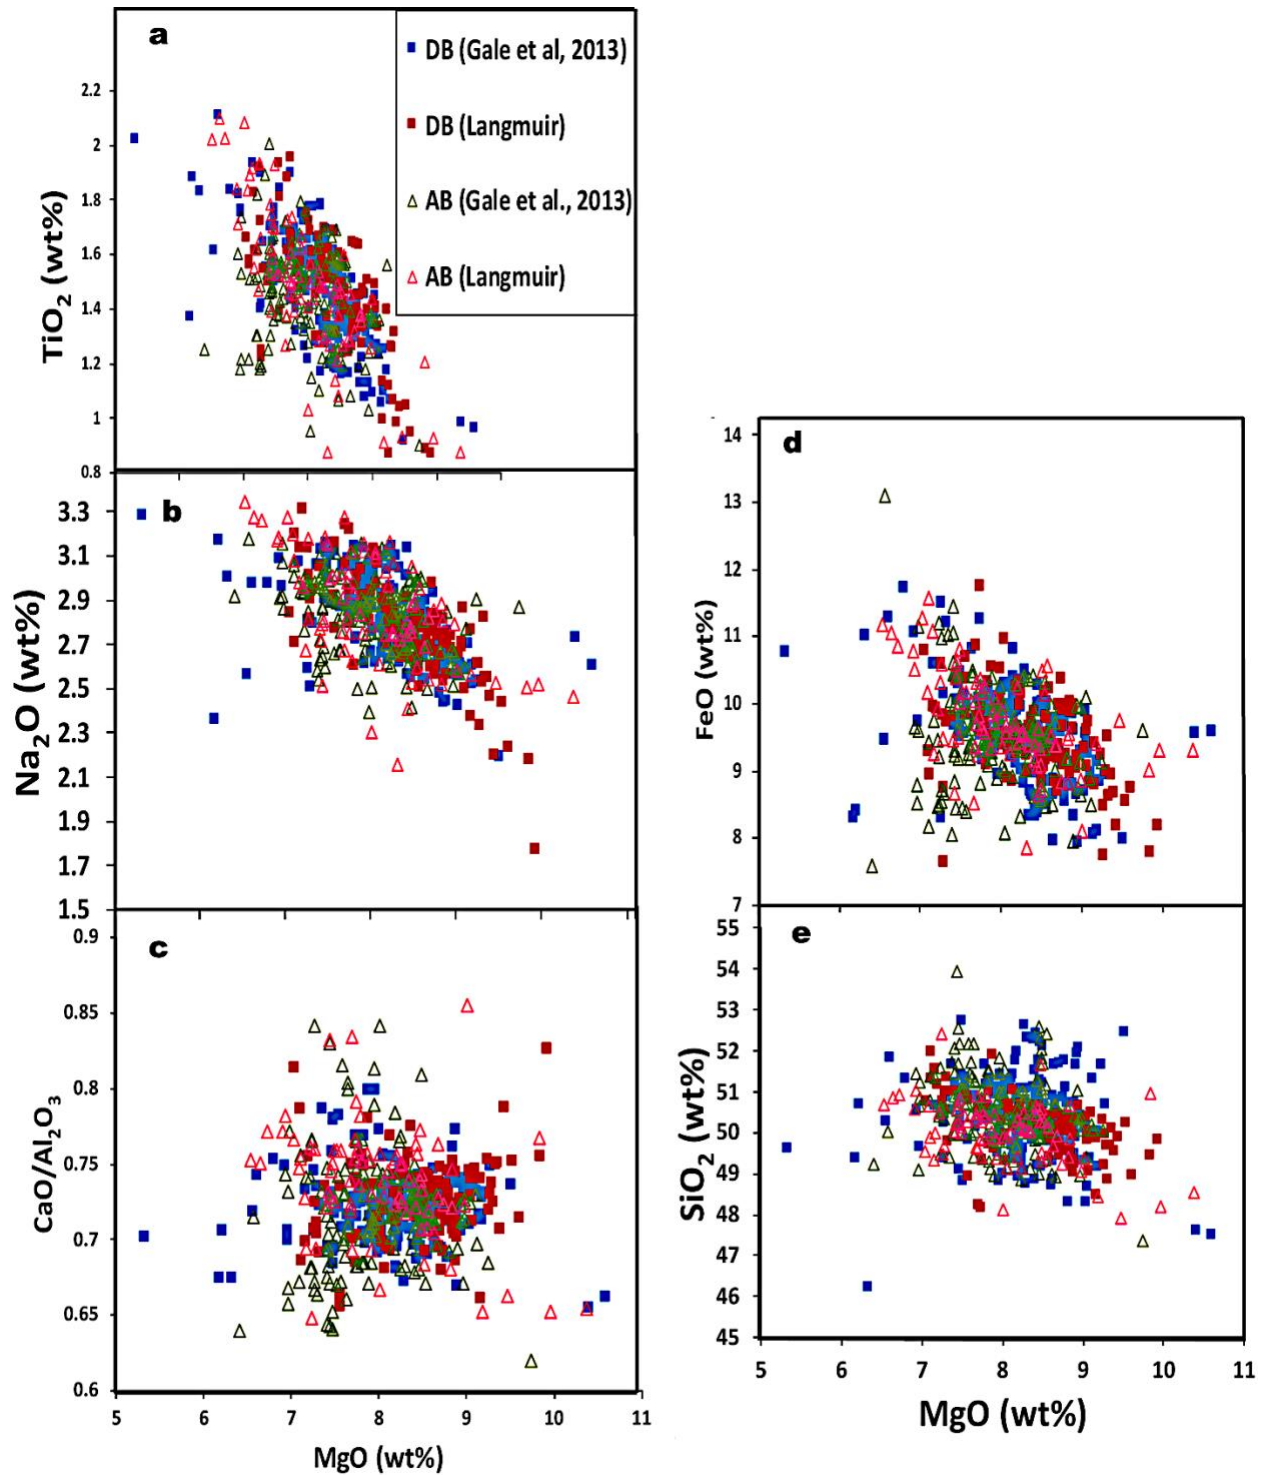 a
DB (Gale et al, 2013)
DB (Langmuir)
AB (Gale et al., 2013)
AB (Langmuir)
2.2
2
1.8
1.6
1.4
1.2
1
0.8
TiO2 (wt%)
b
3.3
3.1
2.9
2.7
2.5
2.3
2.1
1.9
1.7
1.5
Na2O (wt%)
c
0.9
0.85
0.8
0.75
0.7
0.65
0.6
CaO/Al2O3
5 6 7 8 9 10 11
MgO (wt%)
d
14
13
12
11
10
9
8
7
FeO (wt%)
e
55
54
53
52
51
50
49
48
47
46
45
SiO2 (wt%)
5 6 7 8 9 10 11
MgO (wt%)